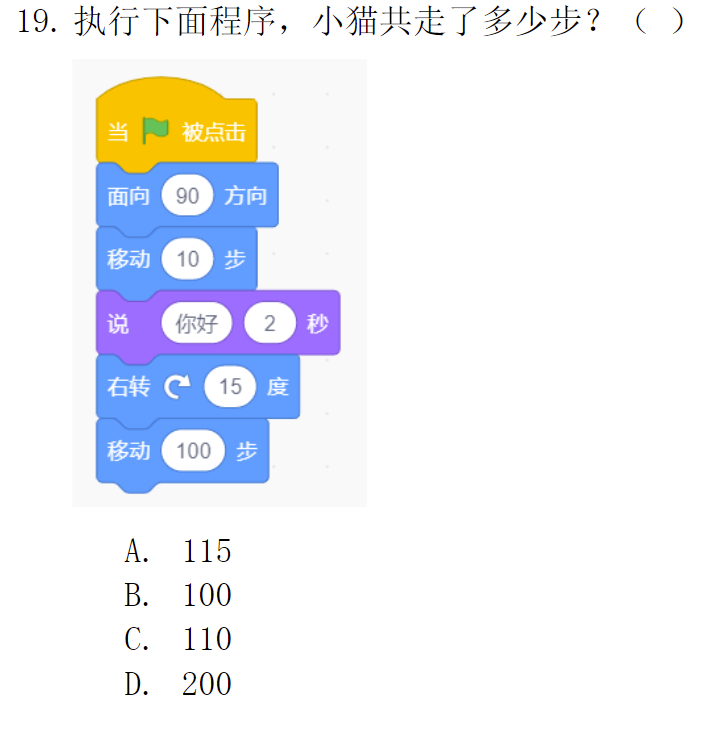 19. 执行下面程序，小猫共走了多少步？（ ）
当 被点击
面向 90 方向
移动 10 步
说 你好 2 秒
右转 15 度
移动 100 步
A. 115
B. 100
C. 110
D. 200